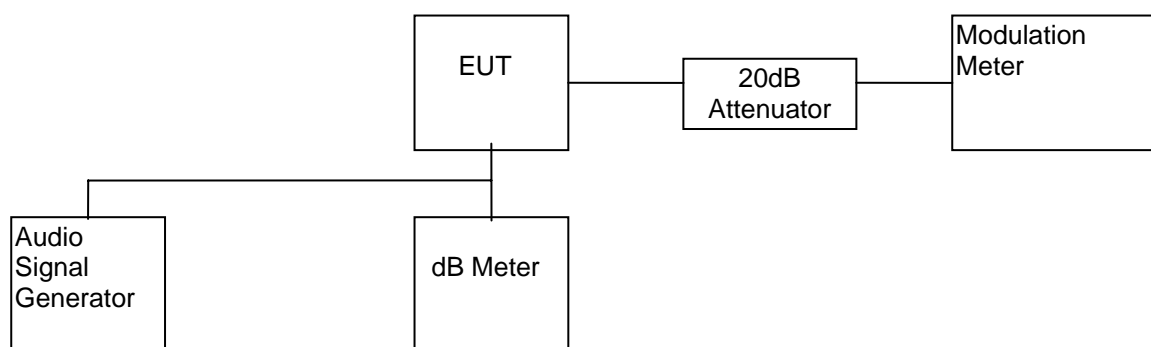 EUT
20dB
Attenuator
Modulation
Meter
Audio
Signal
Generator
dB Meter